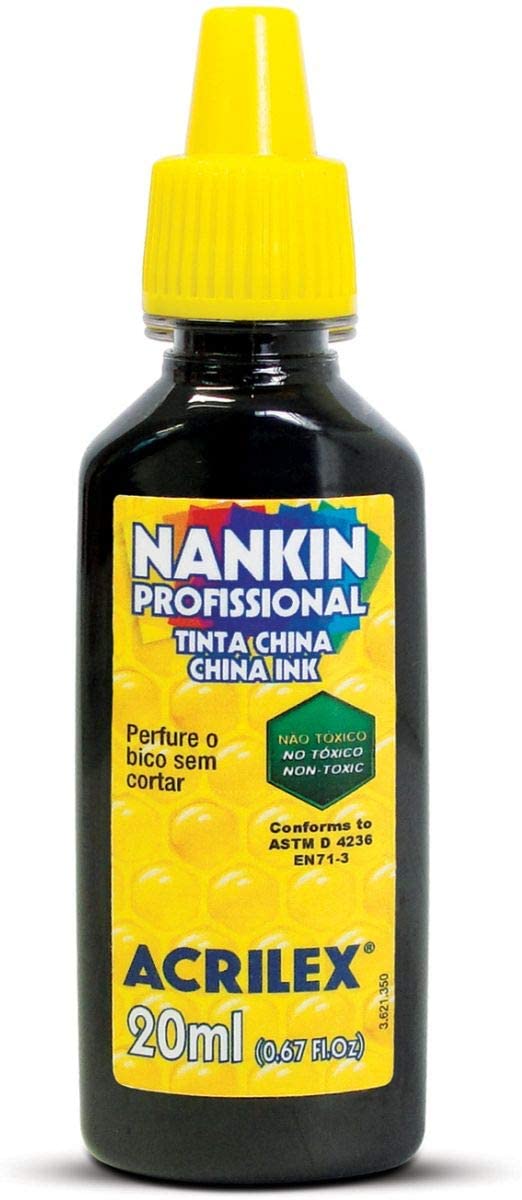 NANKIN
PROFISSIONAL
TINTA CHINA
CHINA INK
Perfure o
bico sem
cortar
NÃO TÓXICO
NO TÓXICO
NON-TOXIC
Conforms to
ASTM D 4236
EN71-3
ACRILEX®
20ml (0.67 Fl.Oz)
3.621.350